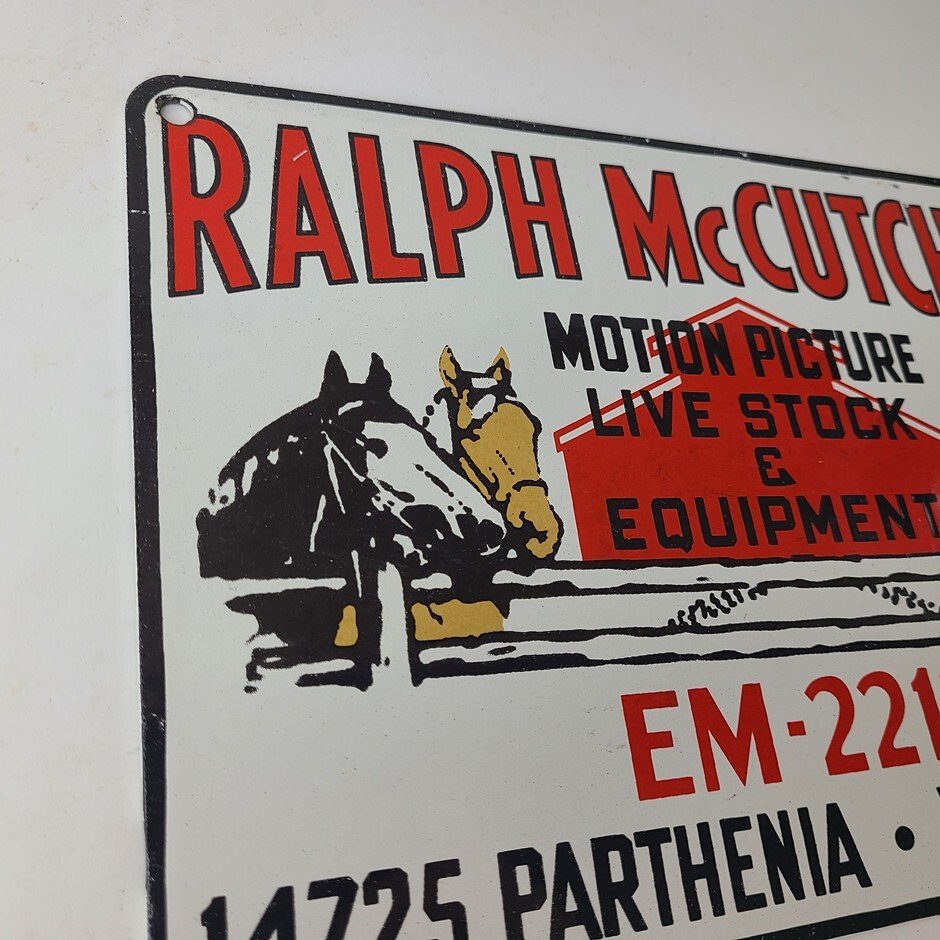 RALPH McCUTCH
MOTION PICTURE
LIVE STOCK
&
EQUIPMENT
EM-221
14725 PARTHENIA •